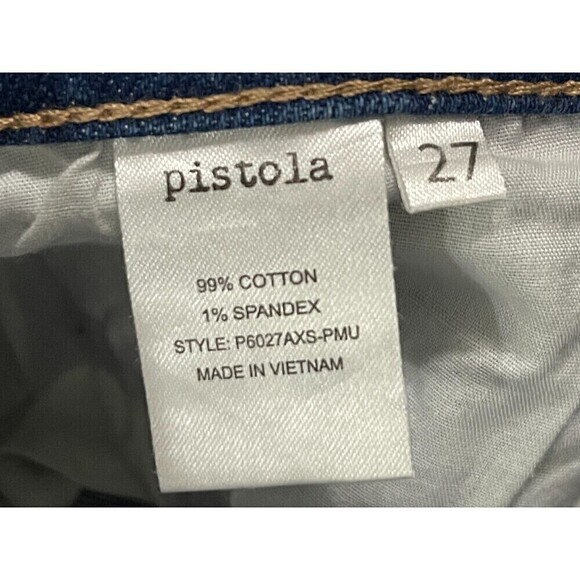 pistola
27
99% COTTON
1% SPANDEX
STYLE: P6027AXS-PMU
MADE IN VIETNAM